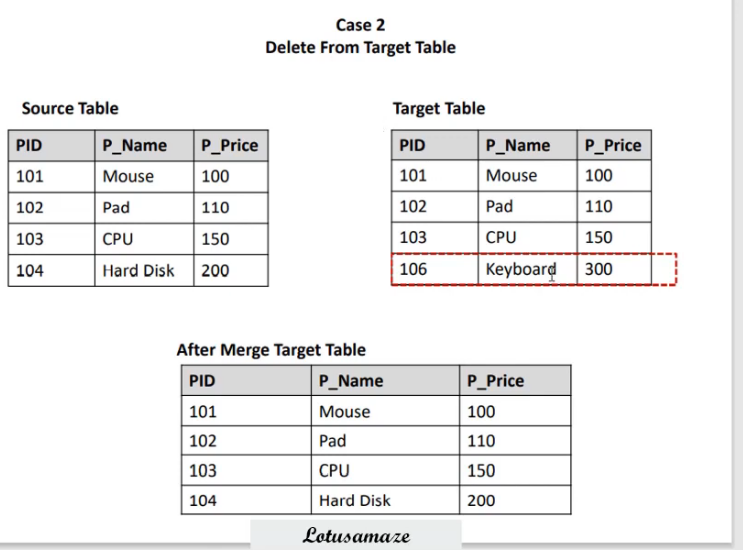 Case 2
Delete From Target Table
Source Table
PID P_Name P_Price
101 Mouse 100
102 Pad 110
103 CPU 150
104 Hard Disk 200
Target Table
PID P_Name P_Price
101 Mouse 100
102 Pad 110
103 CPU 150
106 Keyboard 300
After Merge Target Table
PID P_Name P_Price
101 Mouse 100
102 Pad 110
103 CPU 150
104 Hard Disk 200
Lotusamaze